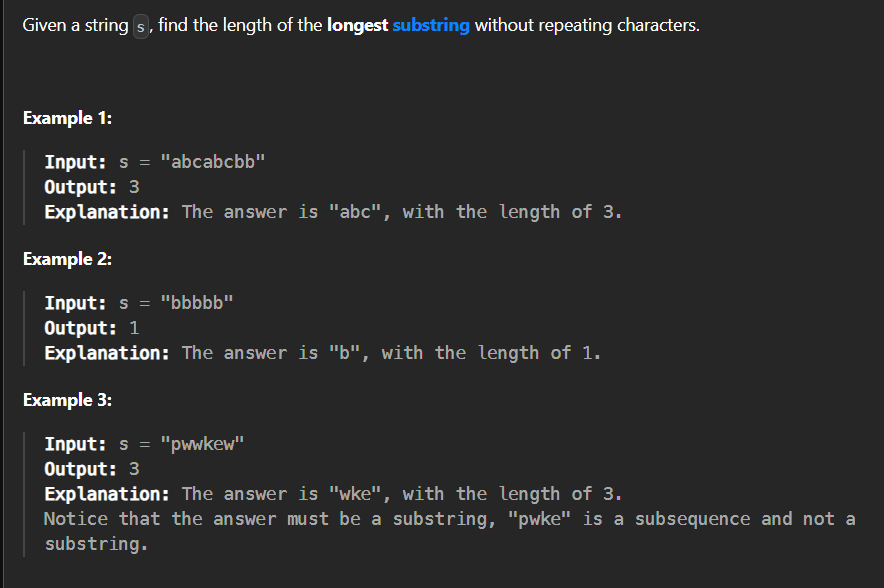 Given a string s, find the length of the longest substring without repeating characters.
Example 1:
Input: s = "abcabcbb"
Output: 3
Explanation: The answer is "abc", with the length of 3.
Example 2:
Input: s = "bbbbb"
Output: 1
Explanation: The answer is "b", with the length of 1.
Example 3:
Input: s = "pwwkew"
Output: 3
Explanation: The answer is "wke", with the length of 3.
Notice that the answer must be a substring, "pwke" is a subsequence and not a
substring.